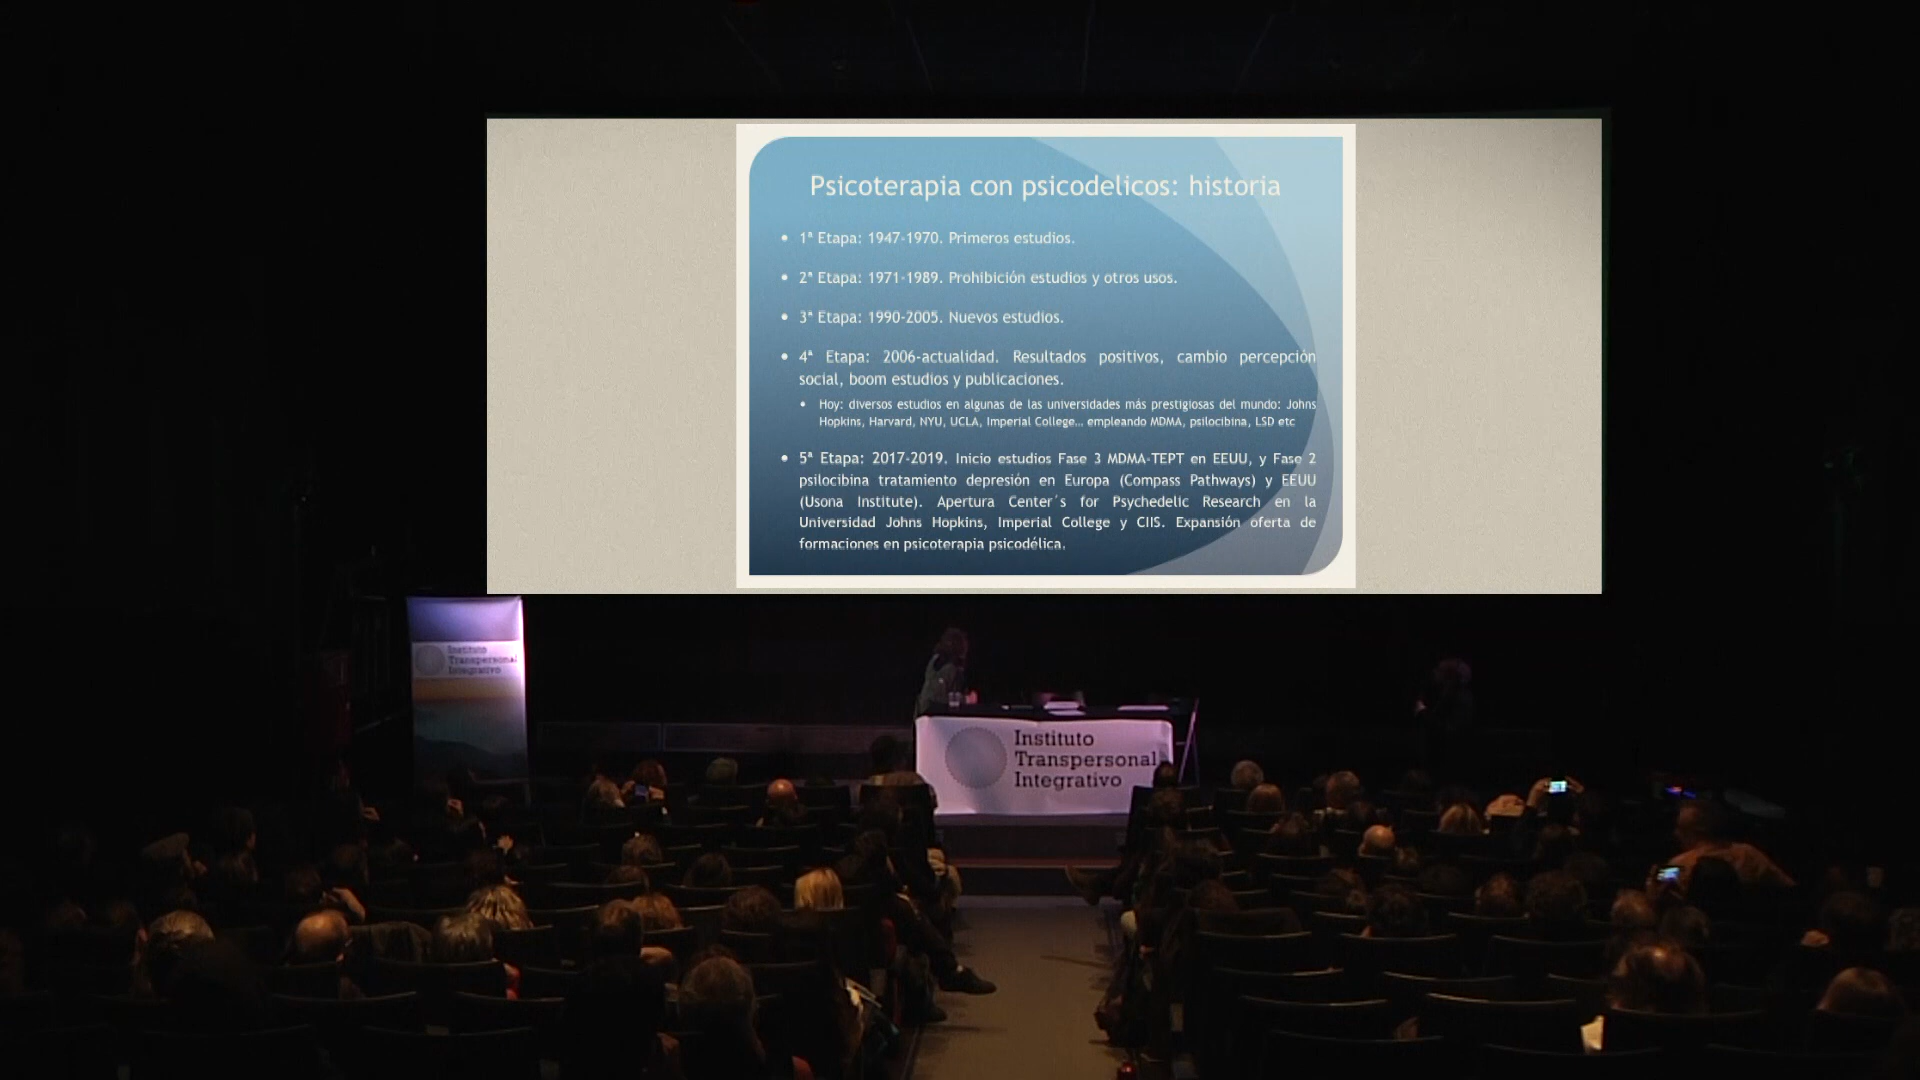 Psicoterapia con psicodelicos: historia
1ª Etapa: 1947-1970. Primeros estudios.
2ª Etapa: 1971-1989. Prohibición estudios y otros usos.
3ª Etapa: 1990-2005. Nuevos estudios.
4ª Etapa: 2006-actualidad. Resultados positivos, cambio percepción
social, boom estudios y publicaciones.
Hoy: diversos estudios en algunas de las universidades más prestigiosas del mundo: Johns
Hopkins, Harvard, NYU, UCLA, Imperial College... empleando MDMA, psilocibina, LSD etc
5ª Etapa: 2017-2019. Inicio estudios Fase 3 MDMA-TEPT en EEUU, y Fase 2
psilocibina tratamiento depresión en Europa (Compass Pathways) y EEUU
(Usona Institute). Apertura Center´s for Psychedelic Research en la
Universidad Johns Hopkins, Imperial College y CIIS. Expansión oferta de
formaciones en psicoterapia psicodélica.
Instituto
Transpersonal
Integrativo
Instituto
Transpersonal
Integrativo